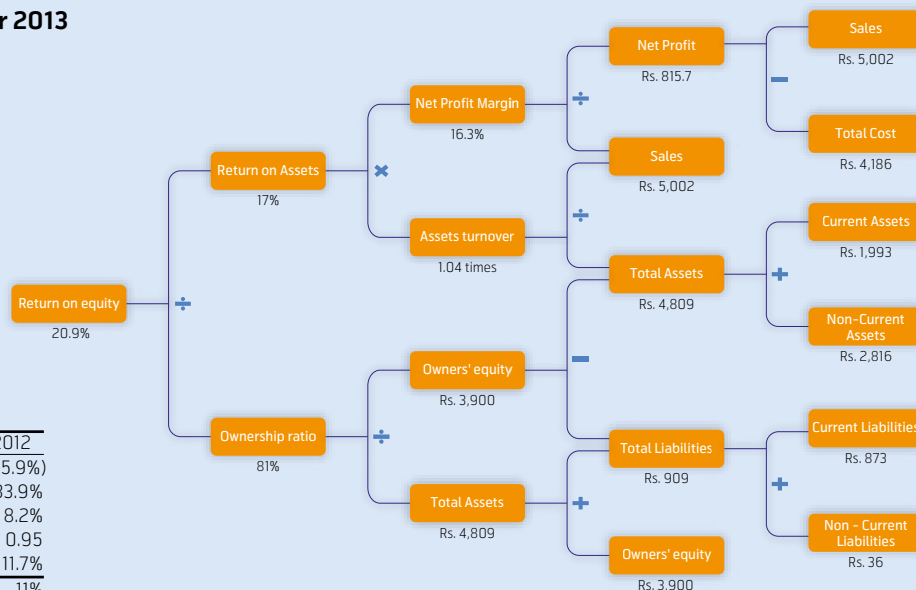 r 2013
Sales
Rs. 5,002
Net Profit
Rs. 815.7
Net Profit Margin
16.3%
Total Cost
Rs. 4,186
Sales
Rs. 5,002
Return on Assets
17%
Current Assets
Rs. 1,993
Assets turnover
1.04 times
Total Assets
Rs. 4,809
Return on equity
20.9%
Non-Current
Assets
Rs. 2,816
Owners' equity
Rs. 3,900
Current Liabilities
Rs. 873
Ownership ratio
81%
Total Liabilities
Rs. 909
Total Assets
Rs. 4,809
Non - Current
Liabilities
Rs. 36
Owners' equity
Rs. 3,900
2012
5.9%)
33.9%
8.2%
0.95
11.7%
11%